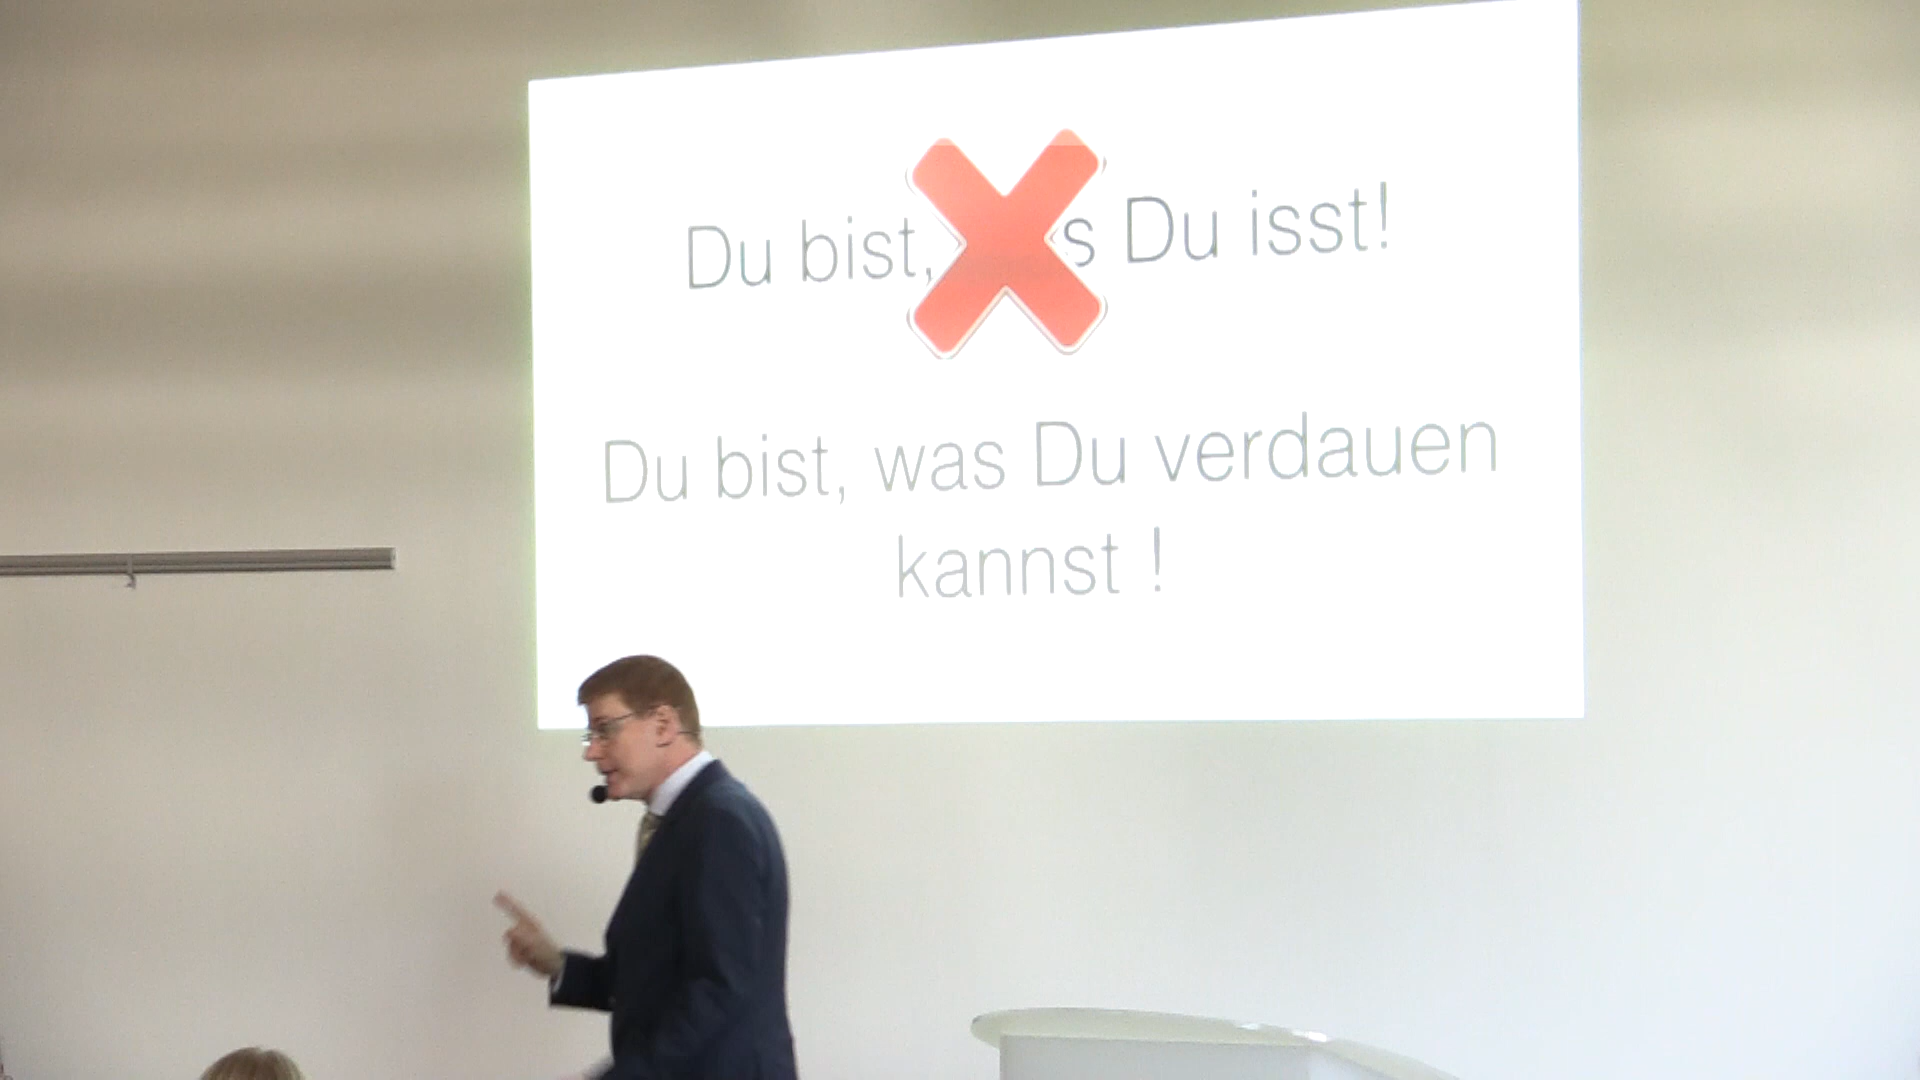 Du bist, s Du isst!
Du bist, was Du verdauen
kannst !